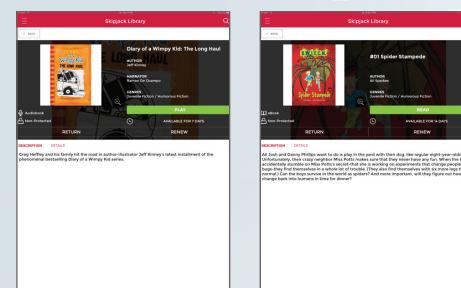 Skipjack Library
BACK
Diary of a Wimpy Kid: The Long Haul
AUTHOR
Jeff Kinney
NARRATOR
Ramon De Ocampo
GENRES
Juvenile Fiction / Humorous Fiction
Audiobook
PLAY
Non-Protected
AVAILABLE FOR 7 DAYS
RETURN
RENEW
DESCRIPTION DETAILS
Greg Heffley and his family hit the road in author-illustrator Jeff Kinney's latest installment of the
phenomenal bestselling Diary of a Wimpy Kid series.
Skipjack Library
BACK
#01 Spider Stampede
AUTHOR
Ali Sparkes
GENRES
Juvenile Fiction / Humorous Fiction
eBook
READ
Non-Protected
AVAILABLE FOR 14 DAYS
RETURN
RENEW
DESCRIPTION DETAILS
All Josh and Danny Phillips want to do is play in the yard with their dog, like regular eight-year-olds
Unfortunately, their crazy neighbor Miss Potts makes sure that they never have any fun. When the
accidentally stumble on Miss Potts's secret-that she is working on experiments that change people
bugs-they find themselves in a whole lot of trouble. (They also find themselves with six more legs
normal.) Can the boys survive in the world as spiders? And more important, will they figure out how
change back into humans in time for dinner?